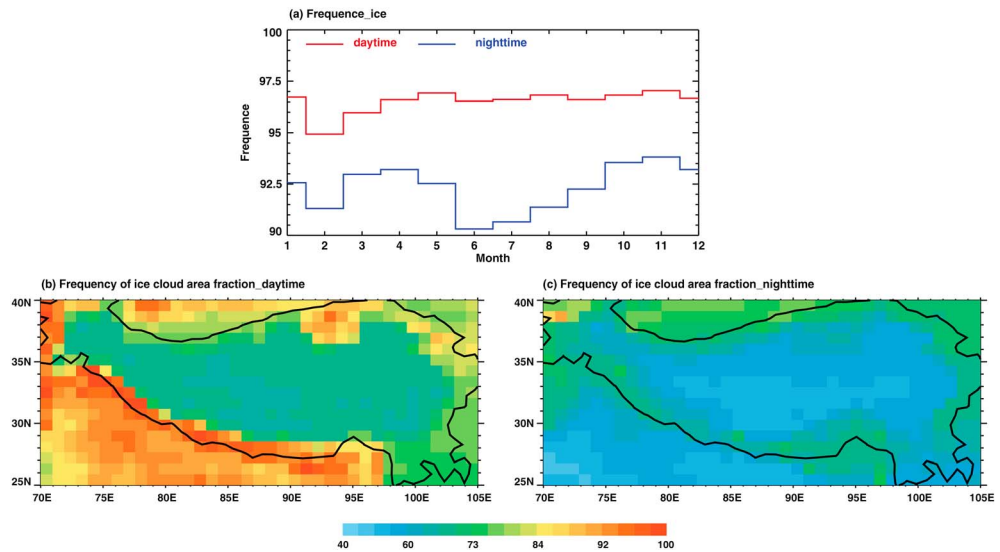 (a) Frequence_ice
100
daytime nighttime
97.5
95
92.5
90
Frequence
1 2 3 4 5 6 7 8 9 10 11 12
Month
(b) Frequency of ice cloud area fraction_daytime
40N
35N
30N
25N
70E 75E 80E 85E 90E 95E 100E 105E
(c) Frequency of ice cloud area fraction_nighttime
40N
35N
30N
25N
70E 75E 80E 85E 90E 95E 100E 105E
40 60 73 84 92 100